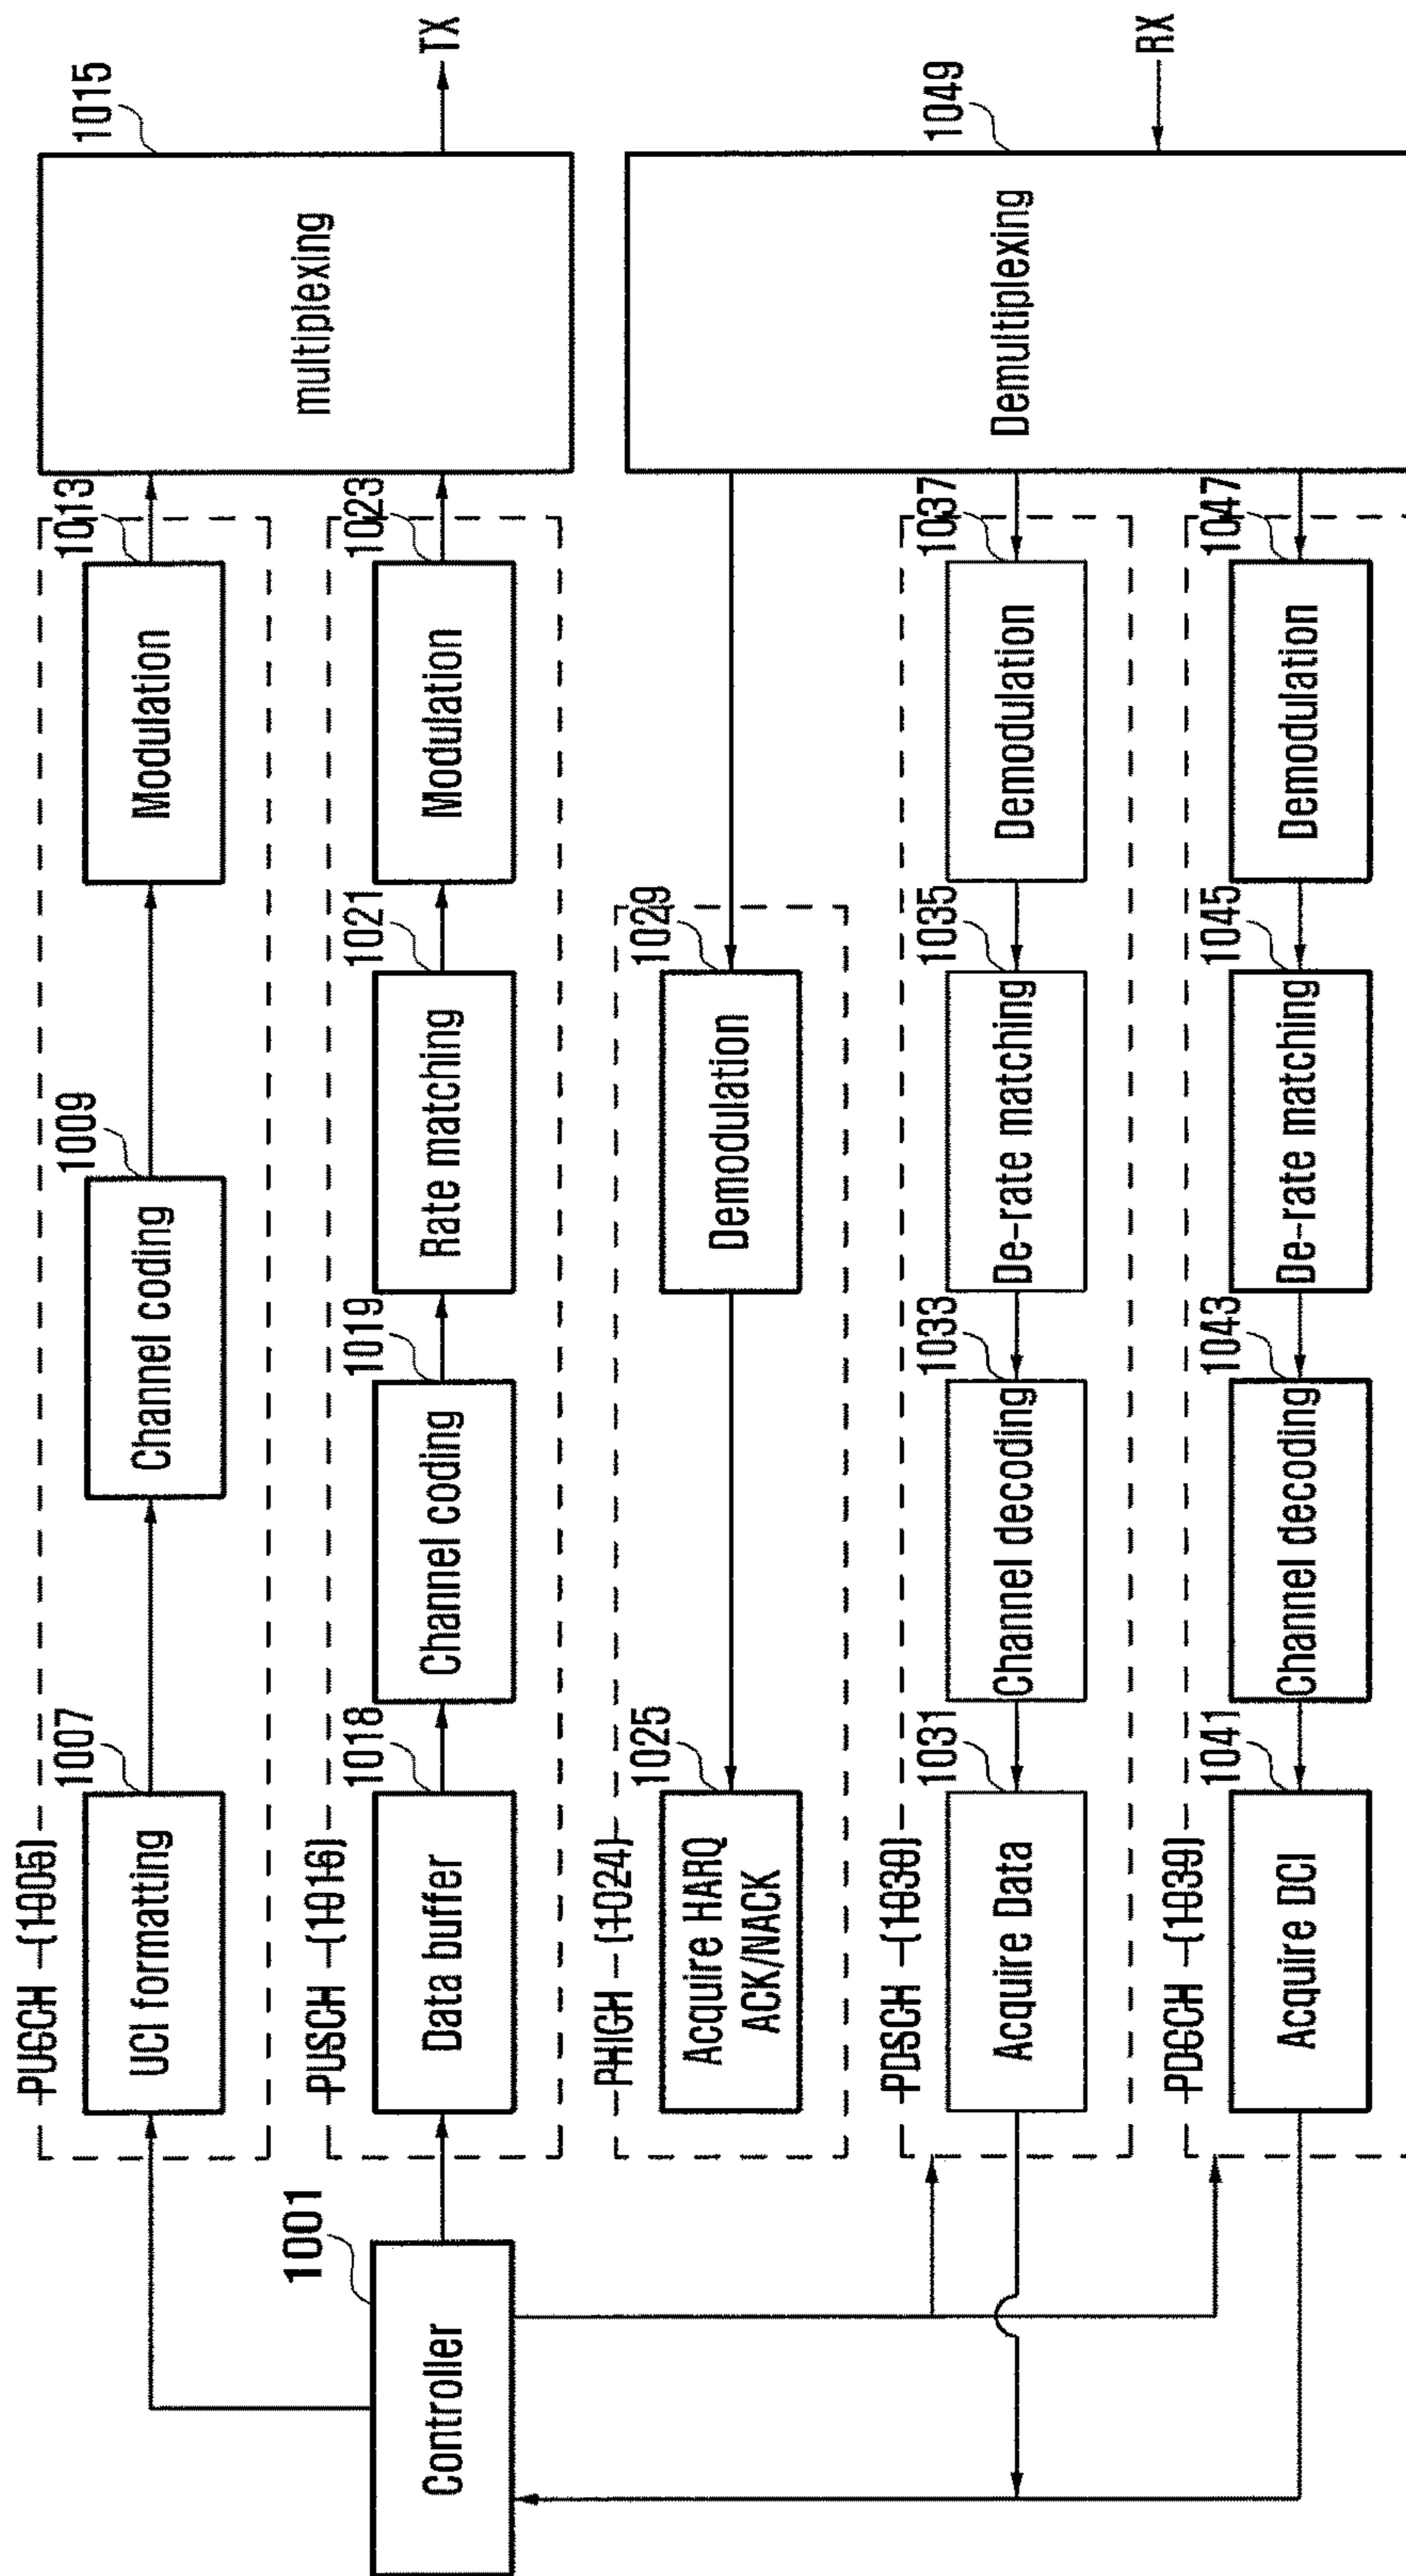 PUCCH (1005)
1007
UCI formatting
1009
Channel coding
1013
Modulation
1015
multiplexing
TX
PUSCH (1016)
1018
Data buffer
1019
Channel coding
1021
Rate matching
1023
Modulation
1001
Controller
PHICH (1024)
1025
Acquire HARQ
ACK/NACK
1029
Demodulation
1049
Demultiplexing
RX
PDSCH (1030)
1031
Acquire Data
1033
Channel decoding
1035
De-rate matching
1037
Demodulation
PDCCH (1039)
1041
Acquire DCI
1043
Channel decoding
1045
De-rate matching
1047
Demodulation